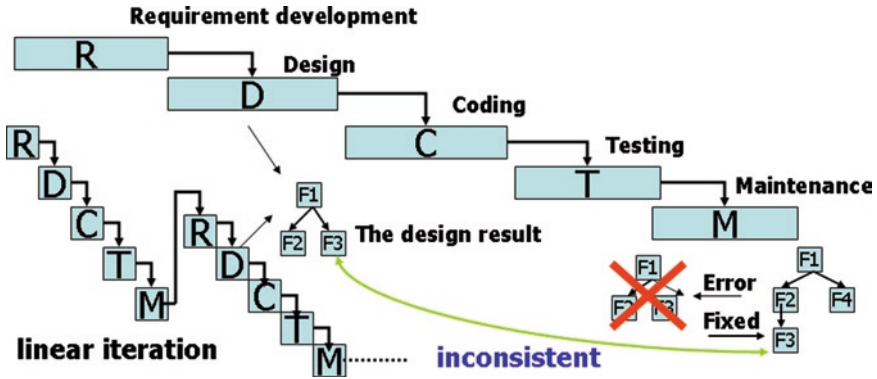 Requirement development
R
Design
D
Coding
C
Testing
T
Maintenance
M
R
D
C
T
M
R
D
C
T
M
F1
F2
F3
The design result
F1
F2
F3
Error
Fixed
F1
F2
F4
F3
linear iteration
inconsistent